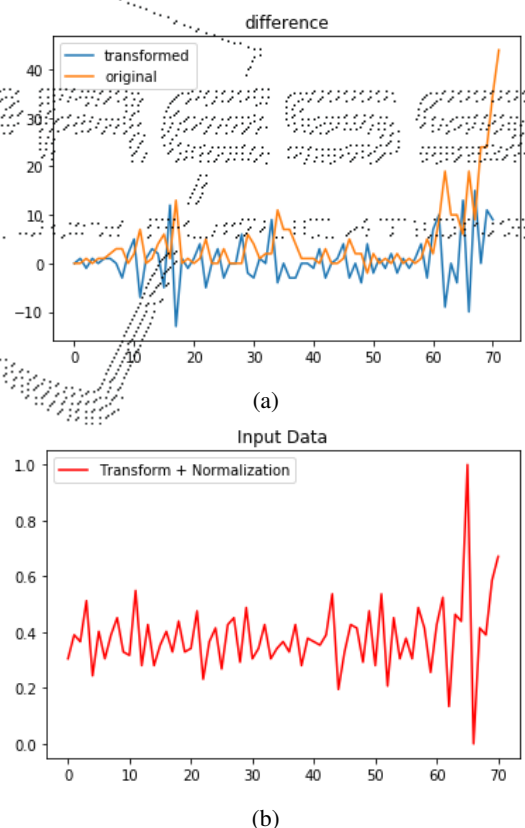 difference
transformed
original
40
30
20
10
0
−10
0 10 20 30 40 50 60 70
(a)
Input Data
Transform + Normalization
1.0
0.8
0.6
0.4
0.2
0.0
0 10 20 30 40 50 60 70
(b)